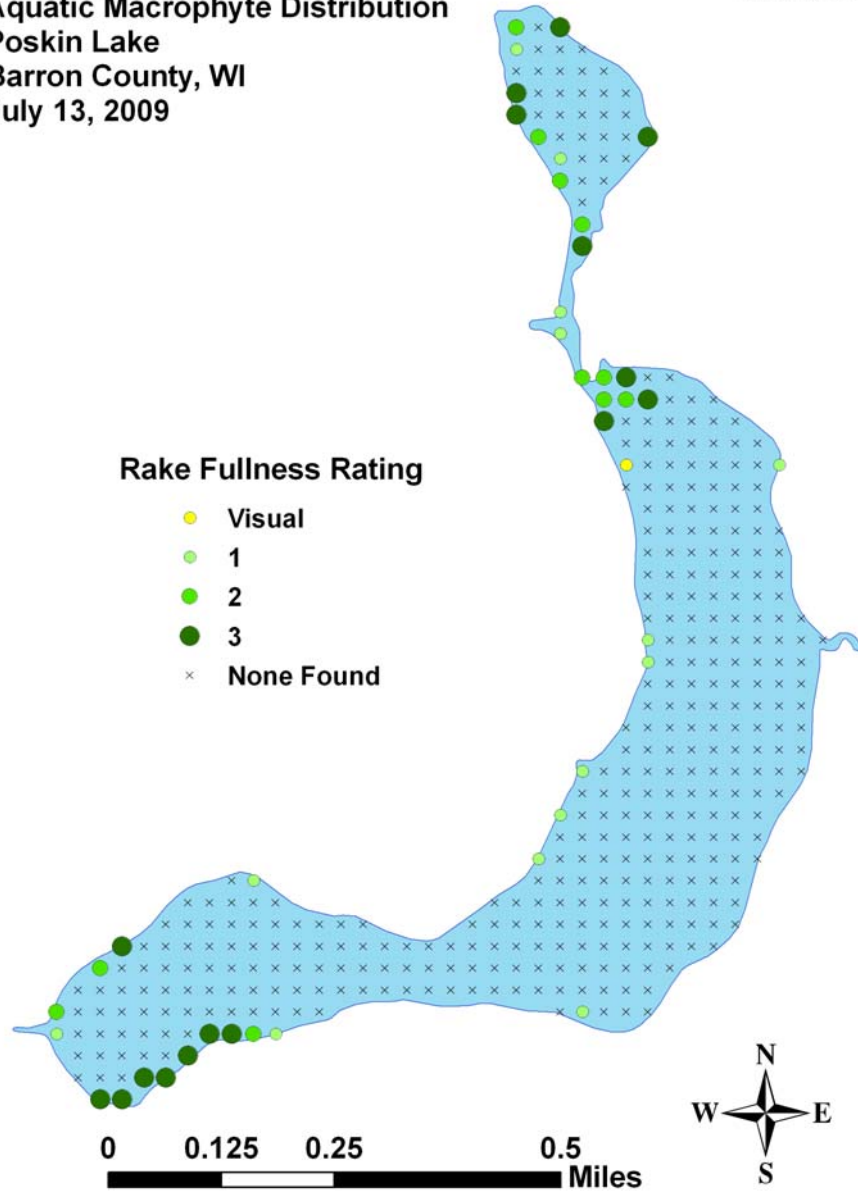 Aquatic Macrophyte Distribution
Poskin Lake
Barron County, WI
July 13, 2009
Rake Fullness Rating
Visual
1
2
3
None Found
N
W E
S
0 0.125 0.25 0.5
Miles